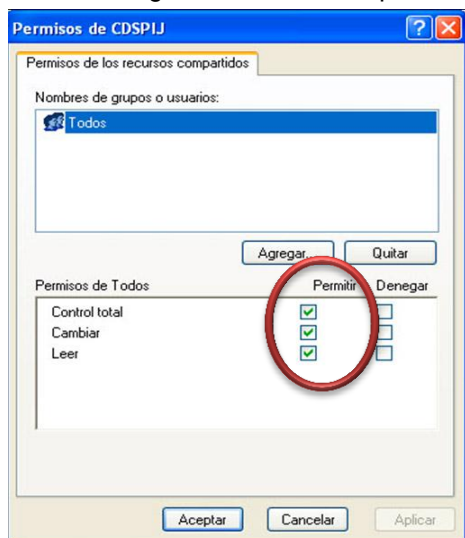 Permisos de CDSPIJ
Permisos de los recursos compartidos
Nombres de grupos o usuarios:
Todos
Agregar... Quitar
Permisos de Todos Permitir Denegar
Control total
Cambiar
Leer
Aceptar Cancelar Aplicar